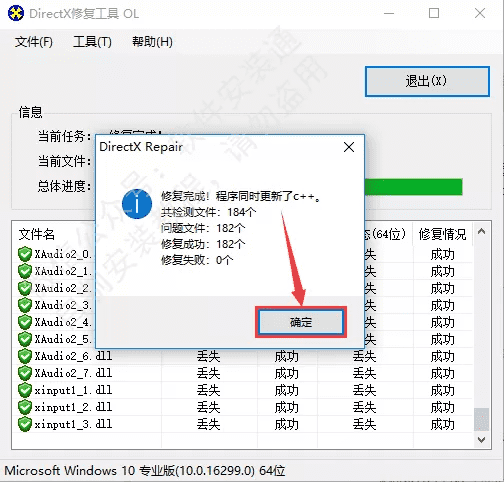 DirectX修复工具 OL
文件(F) 工具(T) 帮助(H)
退出(X)
信息
当前任务： 修复完成！
当前文件：
总体进度：
DirectX Repair
修复完成！程序同时更新了c++。
共检测文件：184个
问题文件：182个
修复成功：182个
修复失败：0个
确定
文件名 态(64位) 修复情况
XAudio2_0. 失 成功
XAudio2_1. 失 成功
XAudio2_2. 失 成功
XAudio2_3. 失 成功
XAudio2_4. 失 成功
XAudio2_5. 失 成功
XAudio2_6.dll 丢失 成功 丢失 成功
XAudio2_7.dll 丢失 成功 丢失 成功
xinput1_1.dll 丢失 成功 丢失 成功
xinput1_2.dll 丢失 成功 丢失 成功
xinput1_3.dll 丢失 成功 丢失 成功
Microsoft Windows 10 专业版(10.0.16299.0) 64位